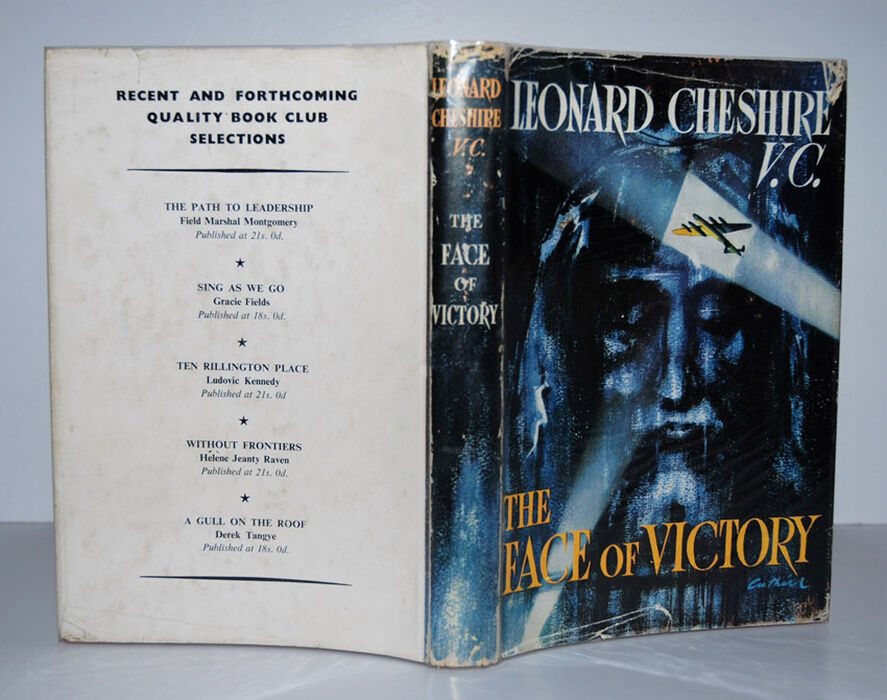 RECENT AND FORTHCOMING
QUALITY BOOK CLUB
SELECTIONS
THE PATH TO LEADERSHIP
Field Marshal Montgomery
Published at 21s. 0d.
★
SING AS WE GO
Gracie Fields
Published at 18s. 0d.
★
TEN RILLINGTON PLACE
Ludovic Kennedy
Published at 21s. 0d
★
WITHOUT FRONTIERS
Helene Jeanty Raven
Published at 21s. 0d.
★
A GULL ON THE ROOF
Derek Tangye
Published at 18s. 0d.
LEONARD
CHESHIRE
V.C.
THE
FACE
OF
VICTORY
LEONARD CHESHIRE
V.C.
THE
FACE OF VICTORY